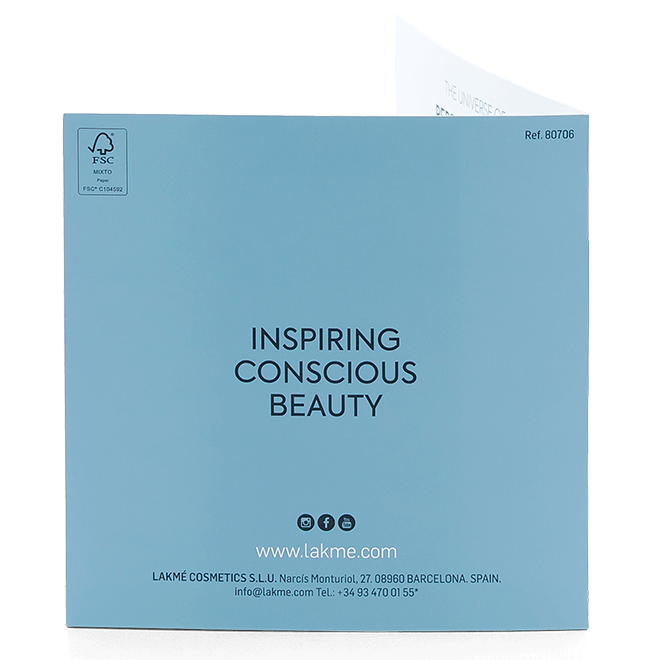 THE UNIVERSE OF
FSC
MIXTO
Paper
FSC® C104592
Ref. 80706
INSPIRING
CONSCIOUS
BEAUTY
www.lakme.com
LAKMÉ COSMETICS S.L.U. Narcís Monturiol, 27. 08960 BARCELONA. SPAIN.
info@lakme.com Tel.: +34 93 470 01 55*